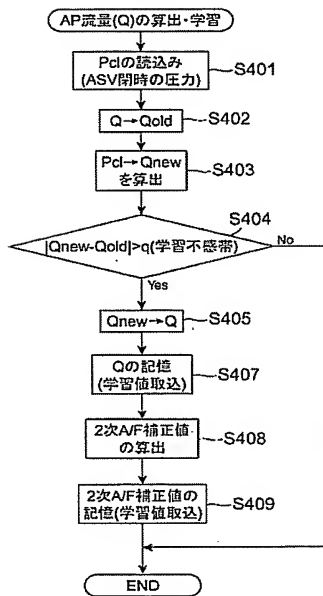 AP流量(Q)の算出・学習
Pclの読込み
(ASV閉時の圧力)
S401
Q→Qold
S402
Pcl→Qnew
を算出
S403
S404
|Qnew-Qold|>q(学習不感帯)
No
Yes
Qnew→Q
S405
Qの記憶
(学習値取込)
S407
2次A/F補正値
の算出
S408
2次A/F補正値の
記憶(学習値取込)
S409
END